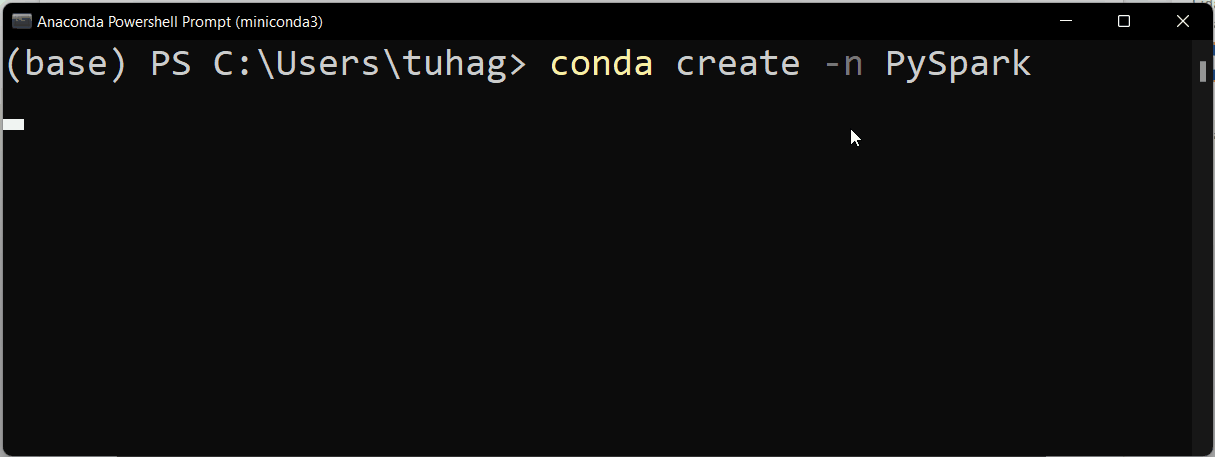 Anaconda Powershell Prompt (miniconda3)
(base) PS C:\Users\tuhag> conda create -n PySpark